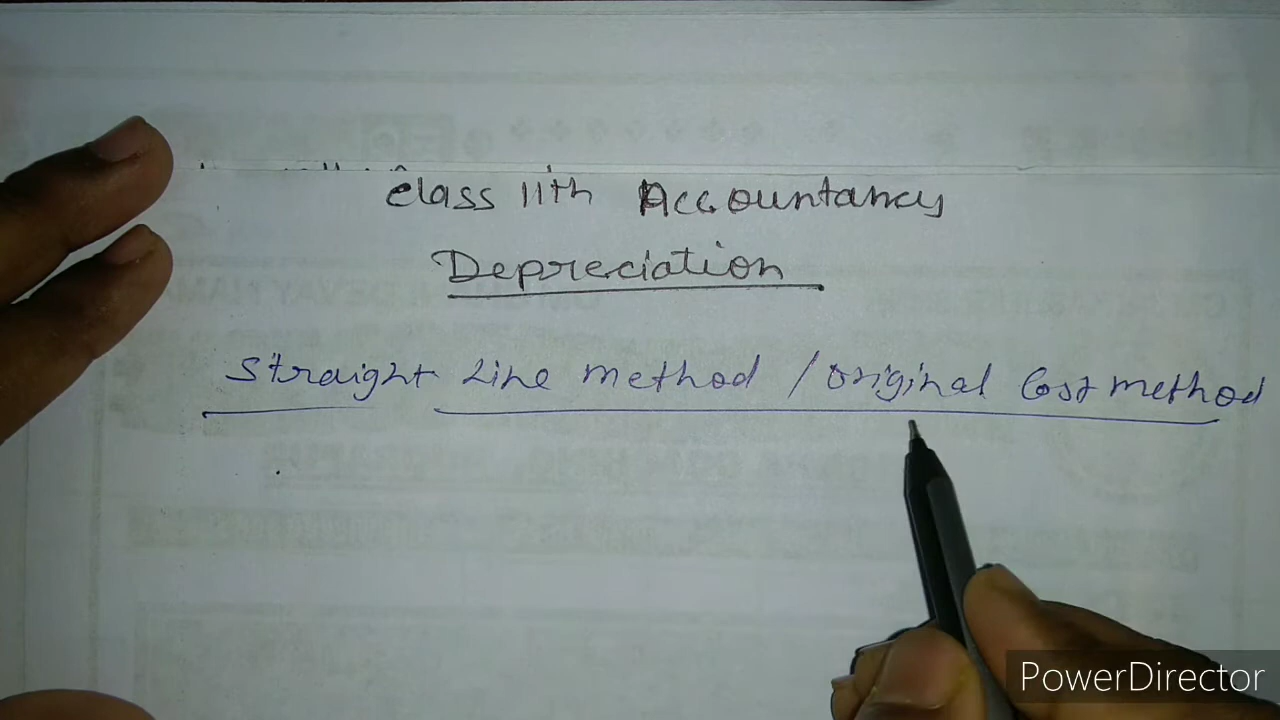 Class 11th Accountancy
Depreciation
Straight Line Method / Original Cost Method
PowerDirector